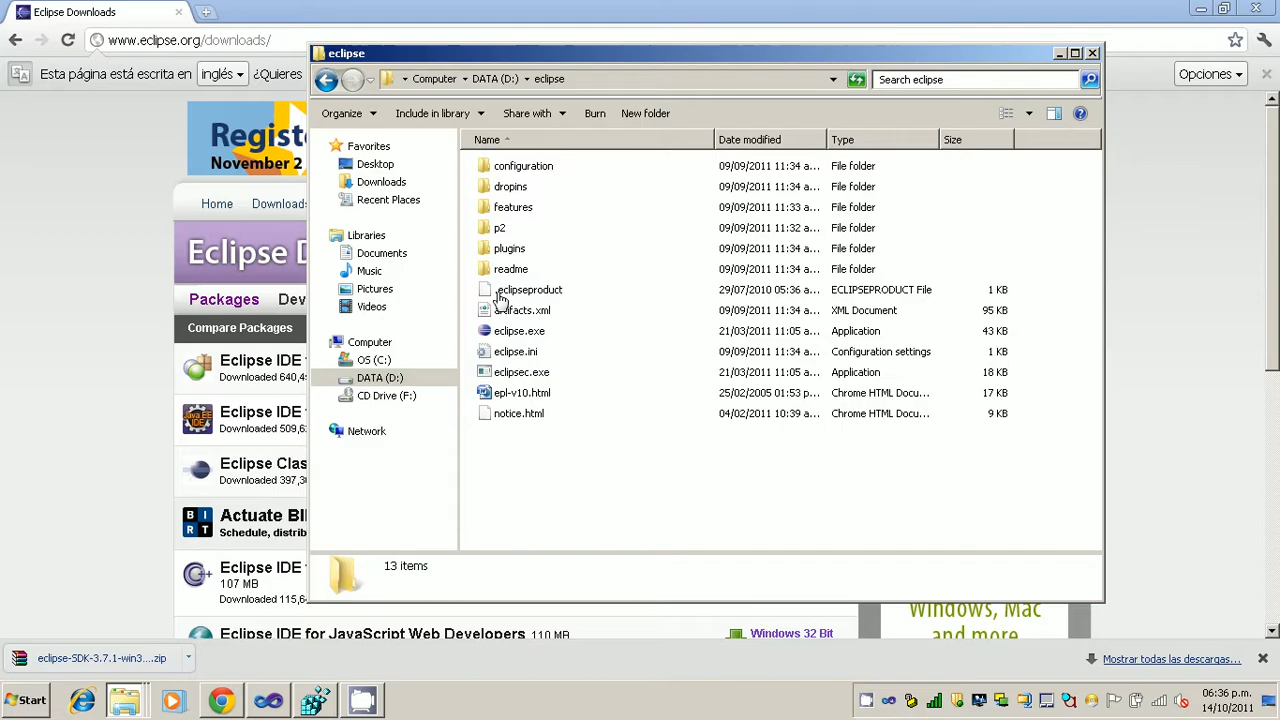 Eclipse Downloads
www.eclipse.org/downloads/
Esta página está escrita en inglés ¿Quieres
Opciones
Regist
November 2
Home Downloads
Eclipse D
Packages Dev
Compare Packages
Eclipse IDE
Downloaded 640,4
Eclipse IDE
Downloaded 509,6
Eclipse Clas
Downloaded 397,3
Actuate BI
Schedule, distrib
Eclipse IDE
107 MB
Downloaded 115,6
Eclipse IDE for JavaScript Web Developers 110 MB
Windows 32 Bit
Windows, Mac
and more
eclipse
Computer DATA (D:) eclipse
Search eclipse
Organize Include in library Share with Burn New folder
Favorites
Desktop
Downloads
Recent Places
Libraries
Documents
Music
Pictures
Videos
Computer
OS (C:)
DATA (D:)
CD Drive (F:)
Network
Name Date modified Type Size
configuration 09/09/2011 11:34 a... File folder
dropins 09/09/2011 11:34 a... File folder
features 09/09/2011 11:33 a... File folder
p2 09/09/2011 11:32 a... File folder
plugins 09/09/2011 11:34 a... File folder
readme 09/09/2011 11:34 a... File folder
.eclipseproduct 29/07/2010 05:36 a... ECLIPSEPRODUCT File 1 KB
artifacts.xml 09/09/2011 11:34 a... XML Document 95 KB
eclipse.exe 21/03/2011 11:05 a... Application 43 KB
eclipse.ini 09/09/2011 11:34 a... Configuration settings 1 KB
eclipsec.exe 21/03/2011 11:05 a... Application 18 KB
epl-v10.html 25/02/2005 01:53 p... Chrome HTML Docu... 17 KB
notice.html 04/02/2011 10:39 a... Chrome HTML Docu... 9 KB
13 items
eclipse-SDK-3.7.1-win3....zip
Mostrar todas las descargas...
Start
06:36 p.m.
14/10/2011